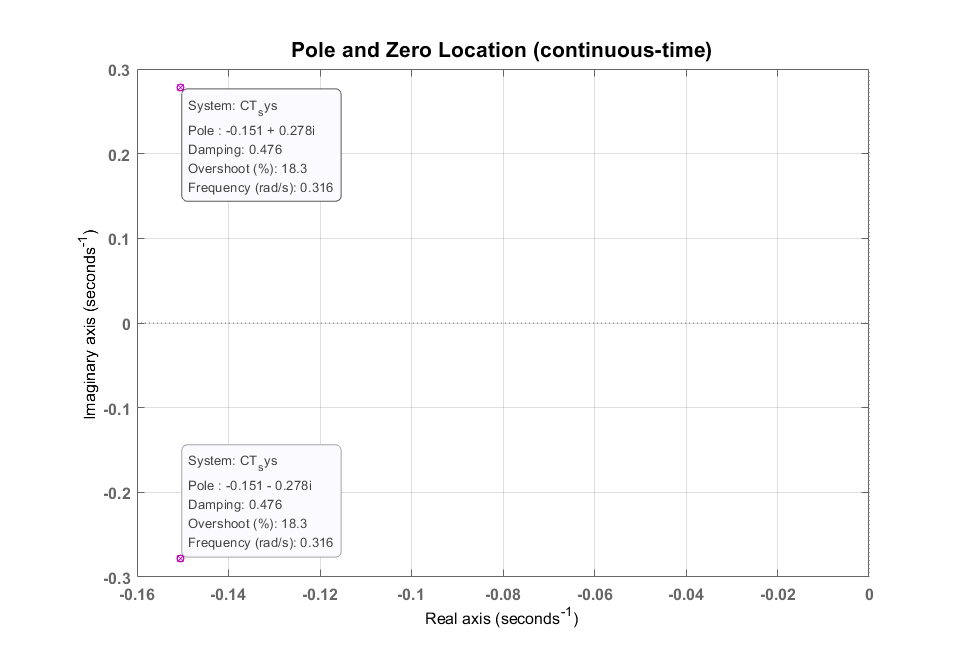 Pole and Zero Location (continuous-time)
0.3
System: CTsys
Pole : -0.151 + 0.278i
Damping: 0.476
Overshoot (%): 18.3
Frequency (rad/s): 0.316
0.2
0.1
0
-0.1
-0.2
-0.3
Imaginary axis (seconds-1)
System: CTsys
Pole : -0.151 - 0.278i
Damping: 0.476
Overshoot (%): 18.3
Frequency (rad/s): 0.316
-0.16 -0.14 -0.12 -0.1 -0.08 -0.06 -0.04 -0.02 0
Real axis (seconds-1)